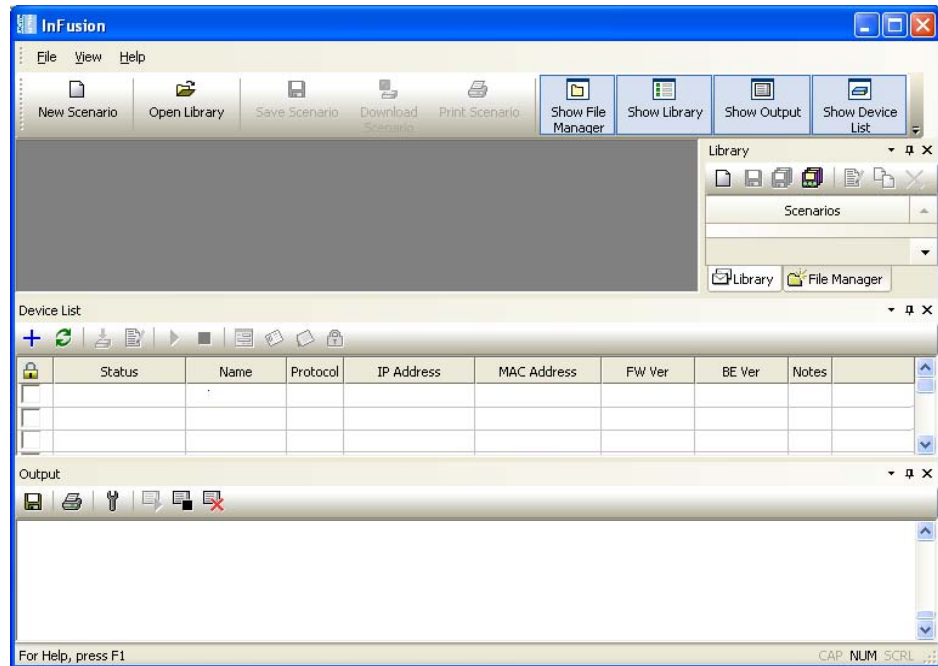 InFusion
File View Help
New Scenario Open Library Save Scenario Download Scenario Print Scenario Show File Manager Show Library Show Output Show Device List
Library
Scenarios
Library File Manager
Device List
Status Name Protocol IP Address MAC Address FW Ver BE Ver Notes
Output
For Help, press F1 CAP NUM SCRL